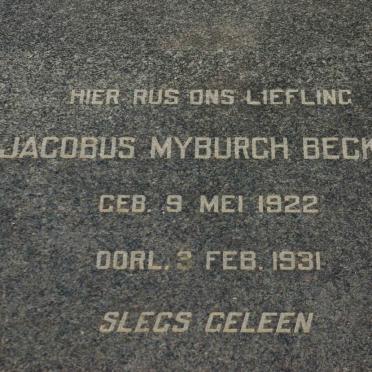 HIER RUS ONS LIEFLING
JACOBUS MYBURGH BECK
GEB. 9 MEI 1922
OORL. 3 FEB. 1931
SLEGS GELEEN